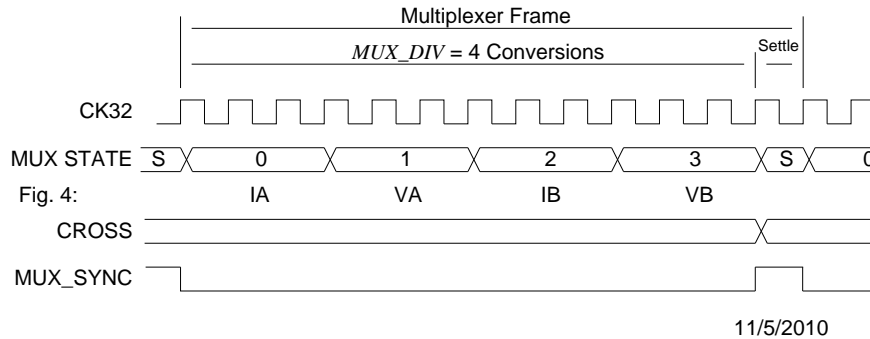 Multiplexer Frame
MUX_DIV = 4 Conversions
Settle
CK32
MUX STATE S 0 1 2 3 S 0
Fig. 4: IA VA IB VB
CROSS
MUX_SYNC
11/5/2010